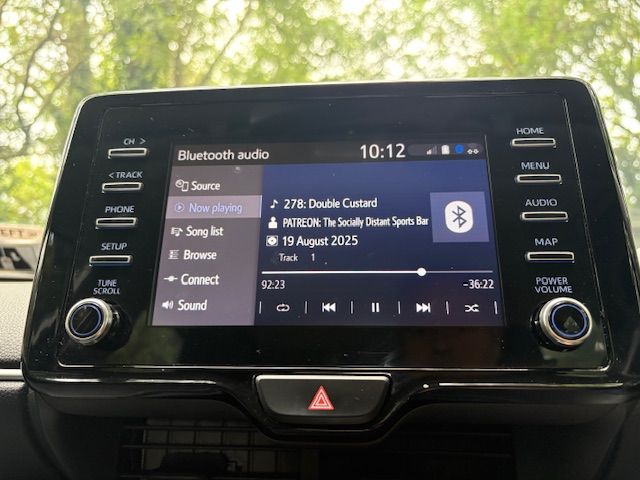 CH >
< TRACK
PHONE
SETUP
TUNE
SCROLL
Bluetooth audio
10:12
Source
Now playing
Song list
Browse
Connect
Sound
278: Double Custard
PATREON: The Socially Distant Sports Bar
19 August 2025
Track 1
92:23
-36:22
HOME
MENU
AUDIO
MAP
POWER
VOLUME